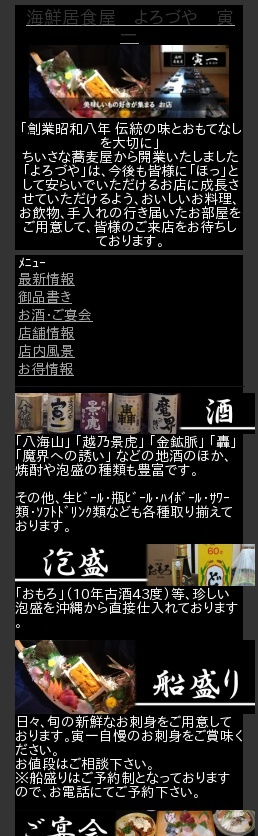 海鮮居食屋　よろづや　寅
一
寅一
美味しいもの好きが集まる お店
「創業昭和八年 伝統の味とおもてなし
を大切に」
ちいさな蕎麦屋から開業いたしました
「よろづや」は、今後も皆様に「ほっ」と
して安らいでいただけるお店に成長さ
せていただけるよう、おいしいお料理、
お飲物、手入れの行き届いたお部屋を
ご用意して、皆様のご来店をお待ちし
ております。
ﾒﾆｭｰ
最新情報
御品書き
お酒・ご宴会
店舗情報
店内風景
お得情報
寅一
景虎
轟
魔界
酒
「八海山」「越乃景虎」「金鉱脈」「轟」
「魔界への誘い」などの地酒のほか、
焼酎や泡盛の種類も豊富です。
その他、生ﾋﾞｰﾙ・瓶ﾋﾞｰﾙ・ﾊｲﾎﾞｰﾙ・ｻﾜｰ
類・ｿﾌﾄﾄﾞﾘﾝｸ類なども各種取り揃えて
おります。
泡盛
おもろ
60
「おもろ」（10年古酒43度）等、珍しい
泡盛を沖縄から直接仕入れております
。
船盛り
日々、旬の新鮮なお刺身をご用意して
おります。寅一自慢のお刺身をご賞味く
ださい。
お値段はご相談下さい。
※船盛りはご予約制となっております
ので、お電話にてご予約下さい。
ご宴会